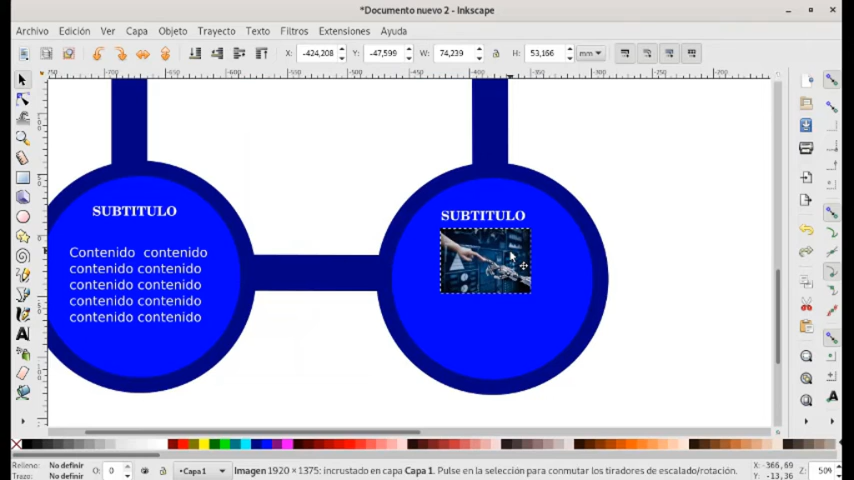 *Documento nuevo 2 - Inkscape
Archivo Edición Ver Capa Objeto Trayecto Texto Filtros Extensiones Ayuda
X: -424,208 Y: -47,599 W: 74,239 H: 53,166 mm
SUBTITULO
SUBTITULO
Contenido contenido
contenido contenido
contenido contenido
contenido contenido
contenido contenido
Relleno: No definir
Trazo: No definir
O: 0
•Capa 1
Imagen 1920 × 1375: incrustado en capa Capa 1. Pulse en la selección para conmutar los tiradores de escalado/rotación.
X: -366,69
Y: -13,36
Z: 50%